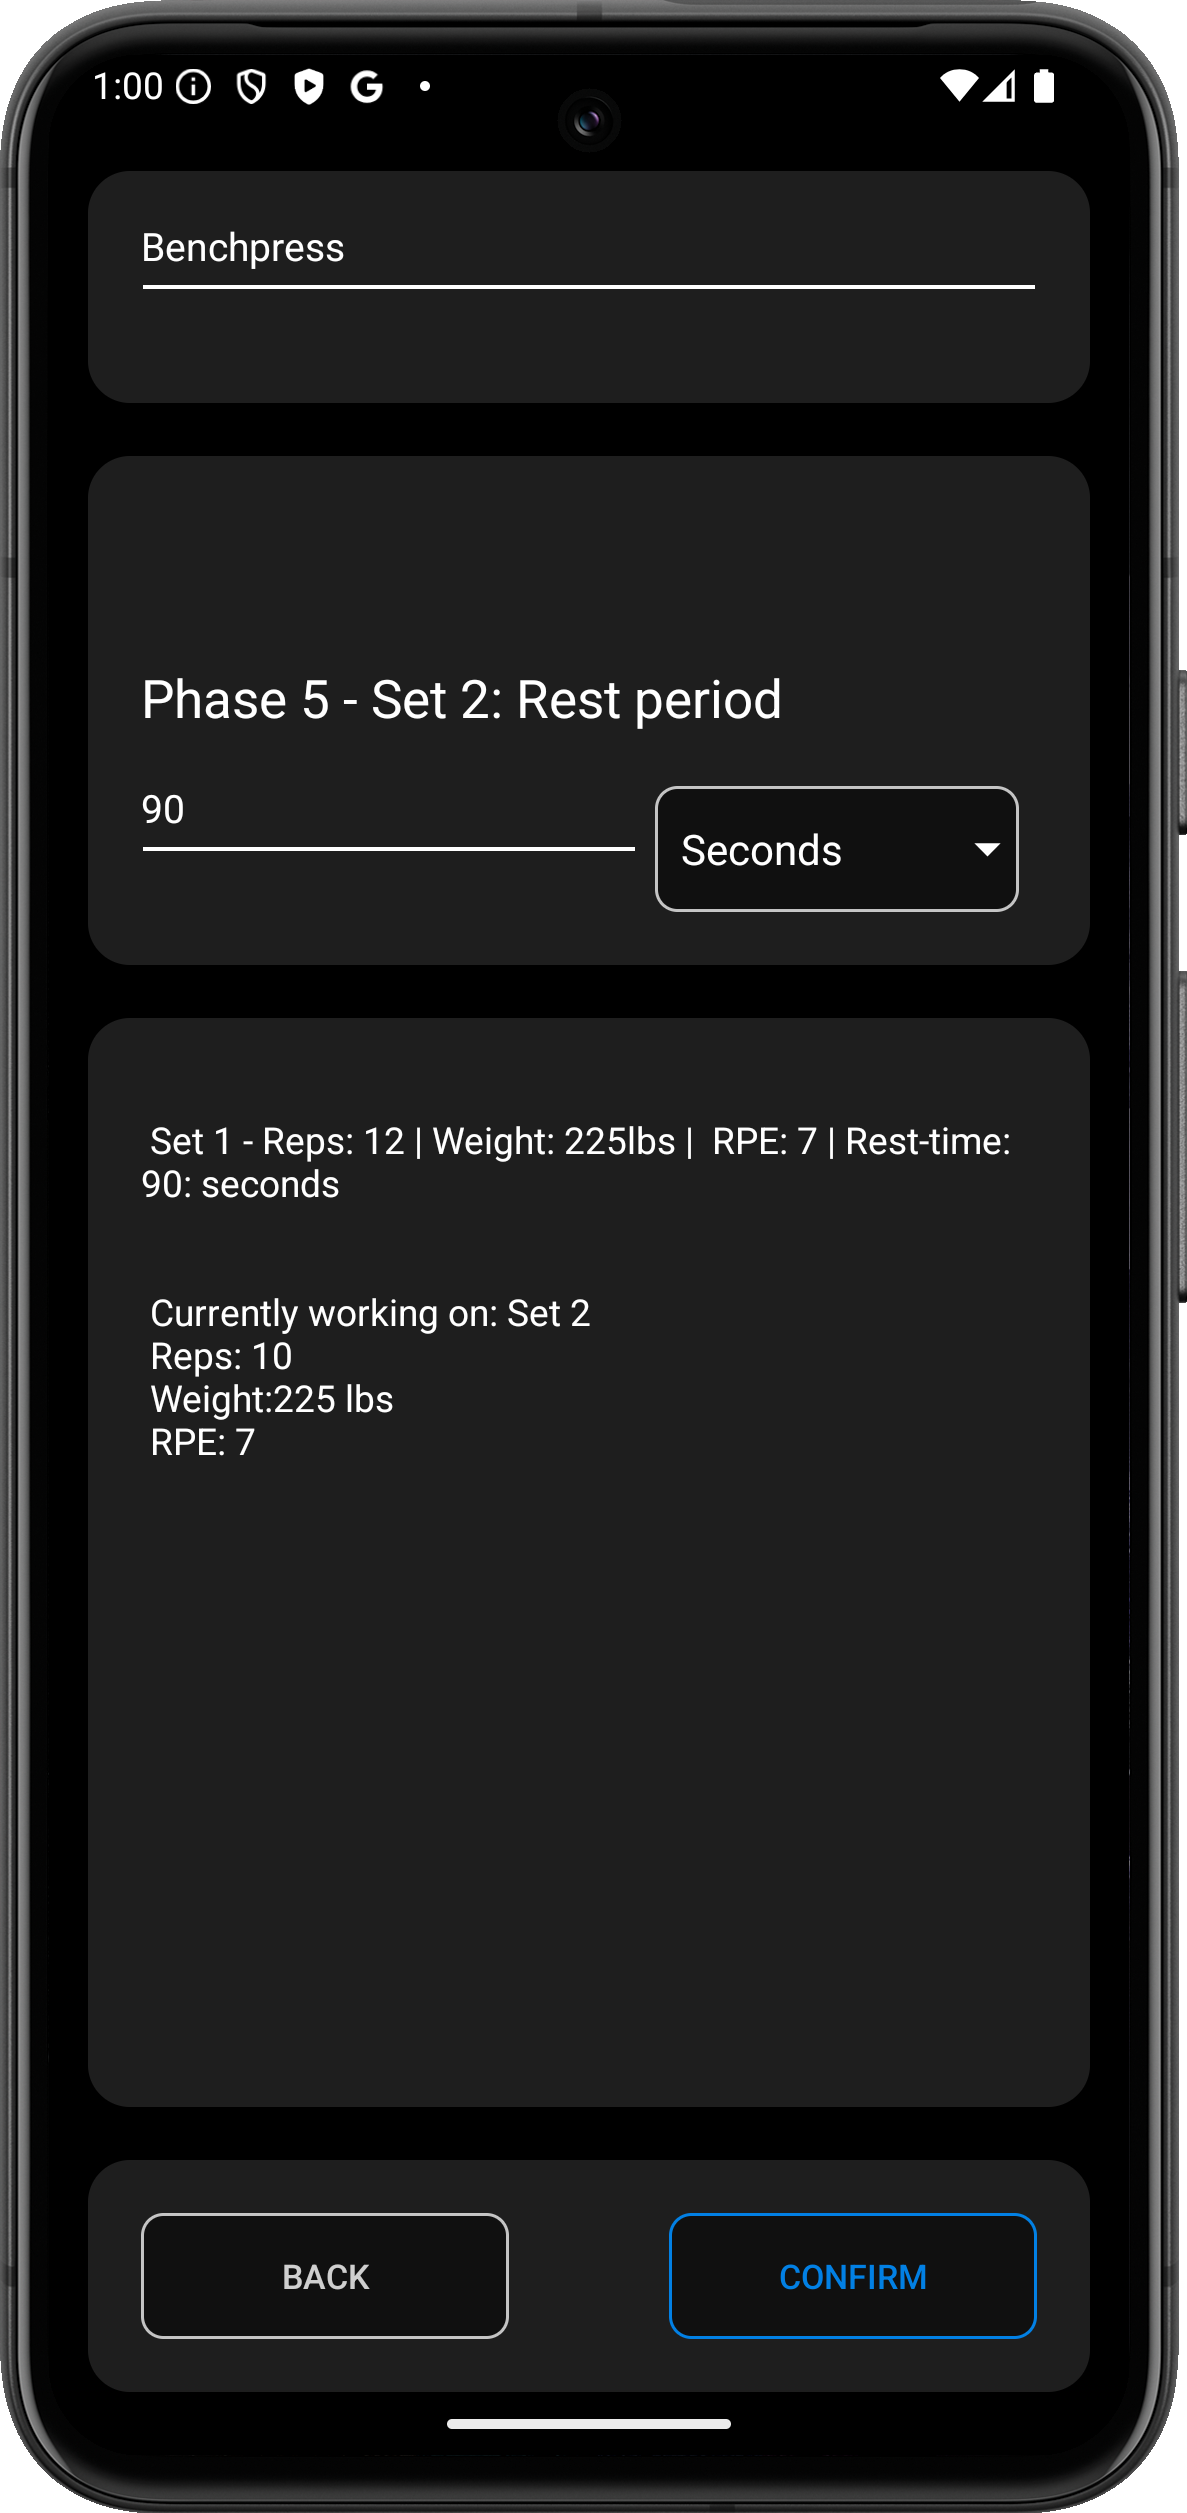 1:00
Benchpress
Phase 5 - Set 2: Rest period
90
Seconds
Set 1 - Reps: 12 | Weight: 225lbs |  RPE: 7 | Rest-time:
90: seconds
Currently working on: Set 2
Reps: 10
Weight:225 lbs
RPE: 7
BACK
CONFIRM